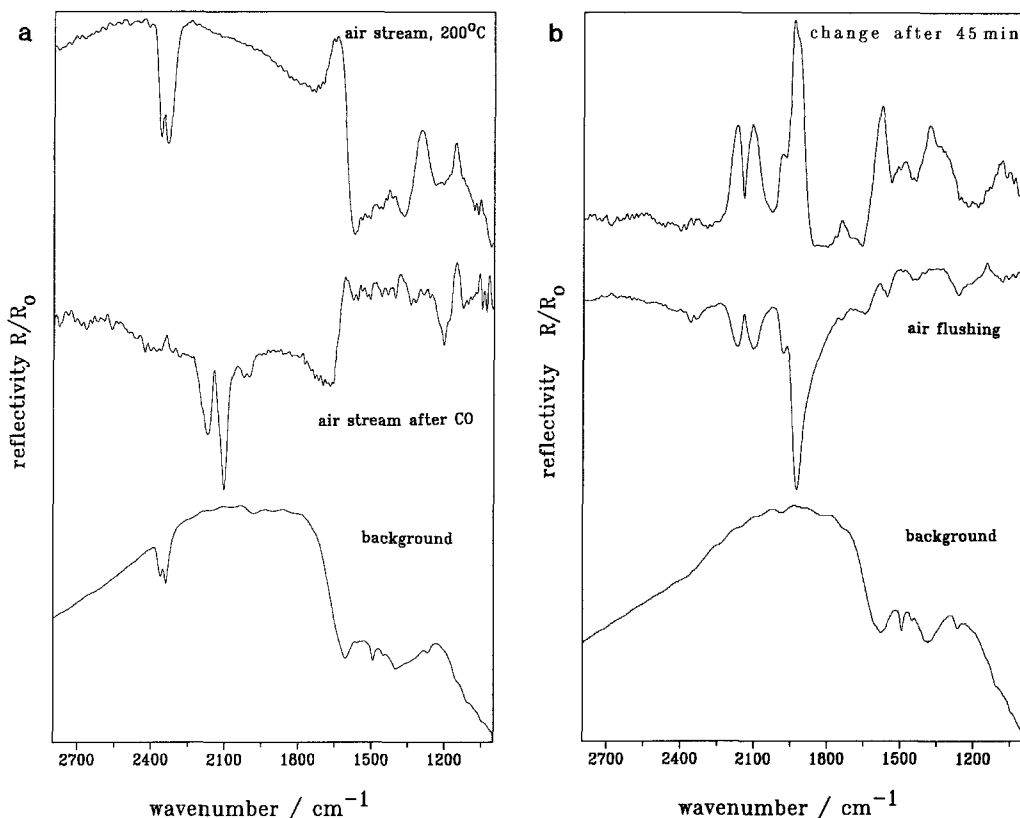 a
air stream, 200°C
air stream after CO
background
reflectivity R/R₀
2700 2400 2100 1800 1500 1200
wavenumber / cm⁻¹
b
change after 45 min
air flushing
background
reflectivity R/R₀
2700 2400 2100 1800 1500 1200
wavenumber / cm⁻¹